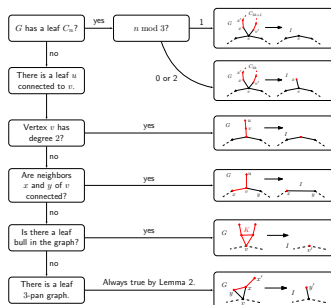 G has a leaf Cₙ?
yes
n mod 3?
1
0 or 2
no
There is a leaf u
connected to v.
no
Vertex v has
degree 2?
yes
no
Are neighbors
x and y of v
connected?
yes
no
Is there a leaf
bull in the graph?
yes
no
There is a leaf
3-pan graph.
Always true by Lemma 2.
G
I
G
I
G
u
v
I
G
u
x
y
I
x
y
G
K
I
G
x'
x
y
I
y'